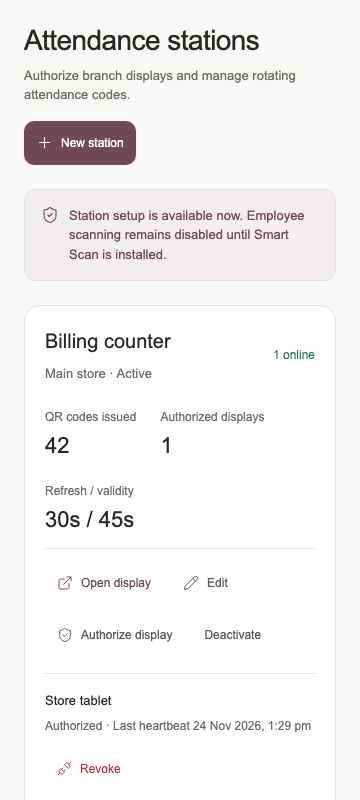 Attendance stations
Authorize branch displays and manage rotating
attendance codes.
New station
Station setup is available now. Employee
scanning remains disabled until Smart
Scan is installed.
Billing counter
1 online
Main store · Active
QR codes issued
Authorized displays
42
1
Refresh / validity
30s / 45s
Open display
Edit
Authorize display
Deactivate
Store tablet
Authorized · Last heartbeat 24 Nov 2026, 1:29 pm
Revoke